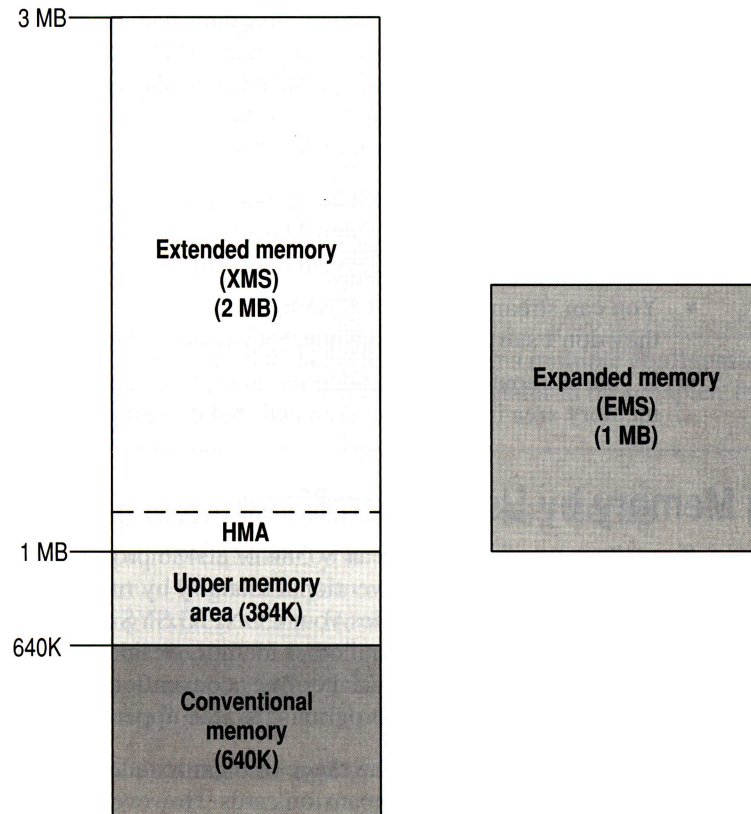 3 MB
Extended memory
(XMS)
(2 MB)
Expanded memory
(EMS)
(1 MB)
HMA
1 MB
Upper memory
area (384K)
640K
Conventional
memory
(640K)